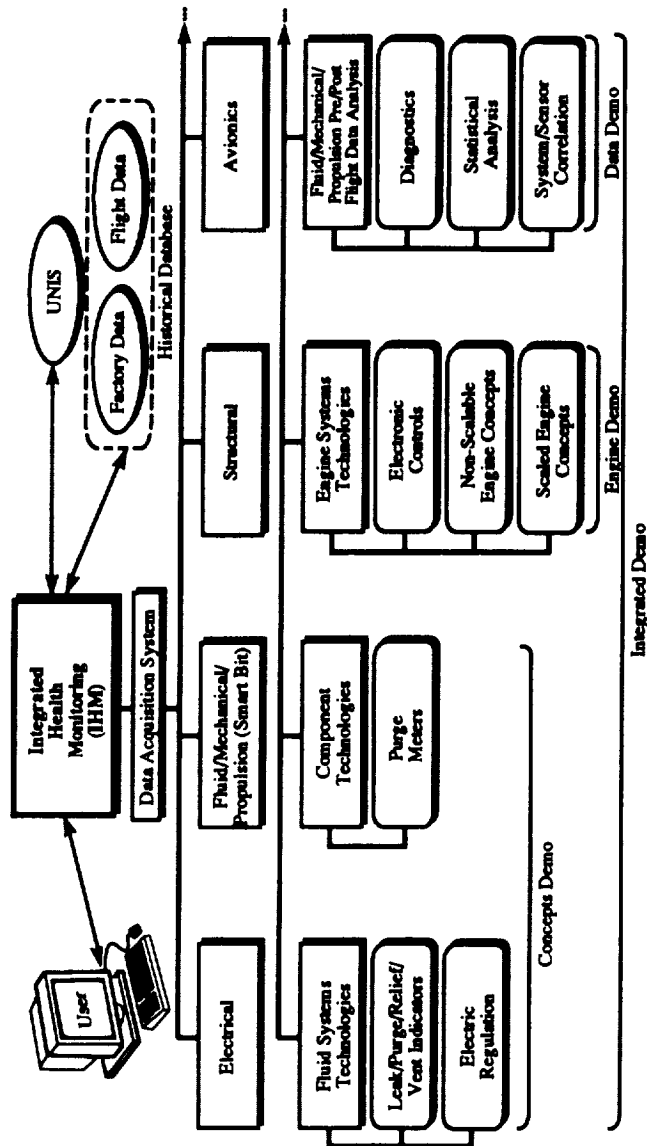 User
Integrated
Health
Monitoring
(IHM)
UNIS
Factory Data
Flight Data
Historical Database
Data Acquisition System
...
Electrical
Fluid/Mechanical/
Propulsion (Smart Bit)
Structural
Avionics
...
Fluid Systems
Technologies
Leak/Purge/Relief/
Vent Indicators
Electric
Regulation
Component
Technologies
Purge
Meters
Engine Systems
Technologies
Electronic
Controls
Non-Scalable
Engine Concepts
Scaled Engine
Concepts
Fluid/Mechanical/
Propulsion Pre/Post
Flight Data Analysis
Diagnostics
Statistical
Analysis
System/Sensor
Correlation
Concepts Demo
Engine Demo
Data Demo
Integrated Demo